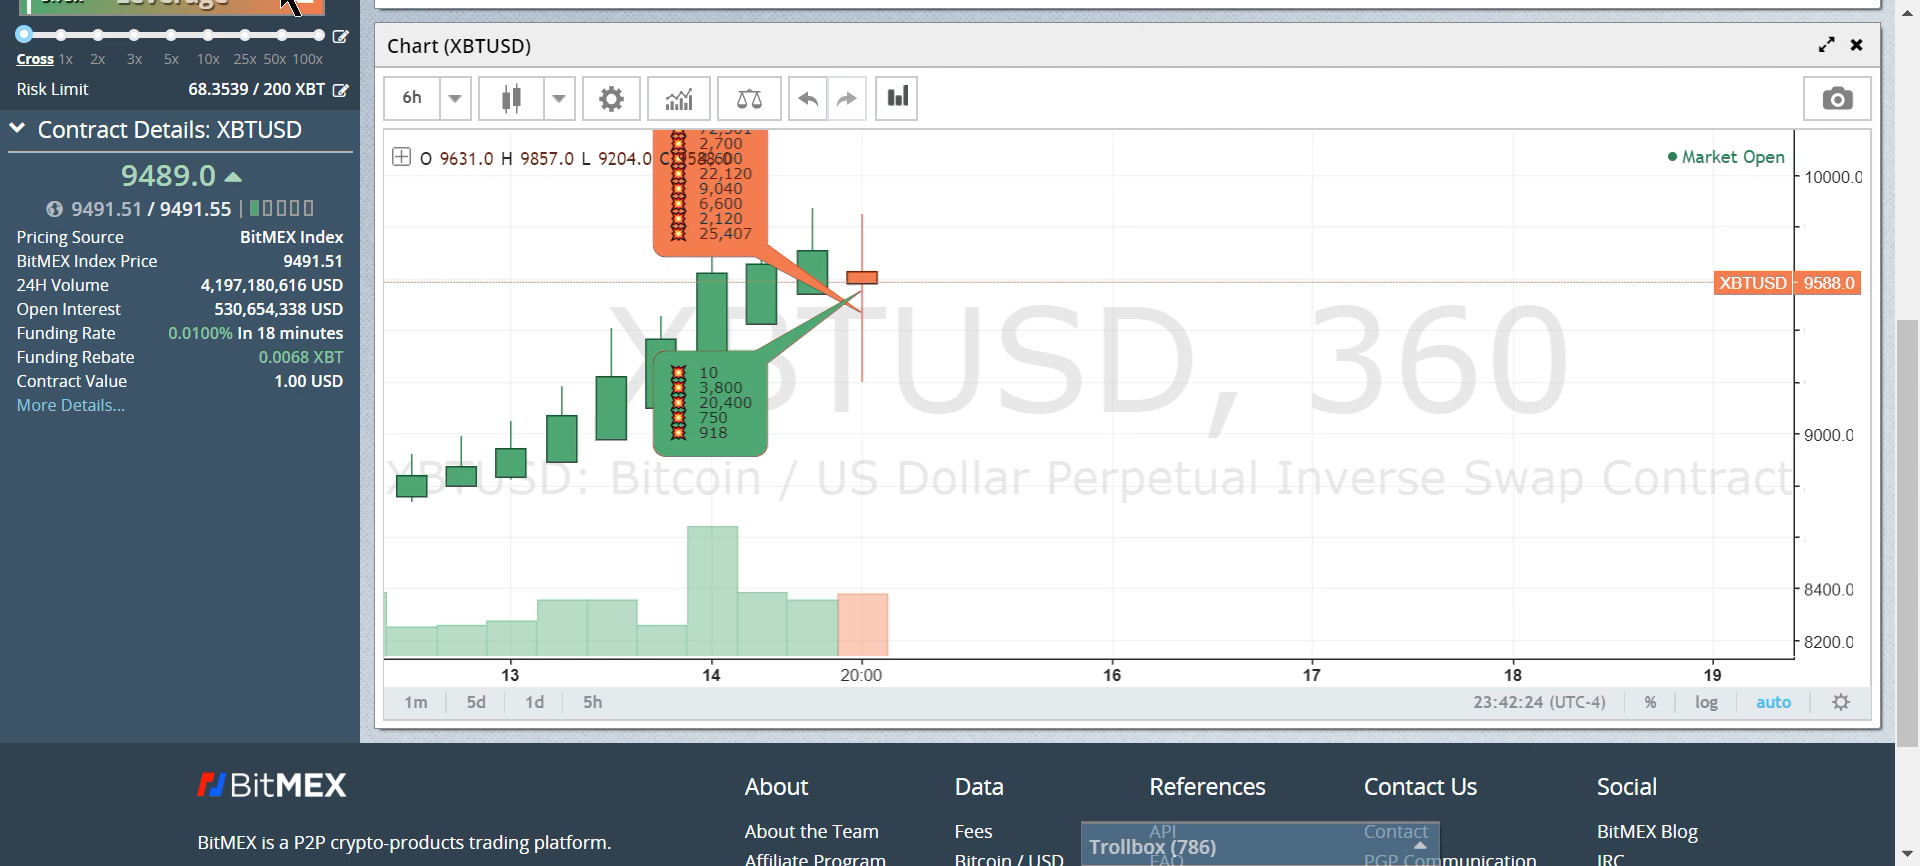 Leverage
Cross 1x 2x 3x 5x 10x 25x 50x 100x
Risk Limit 68.3539 / 200 XBT
Contract Details: XBTUSD
9489.0
9491.51 / 9491.55
Pricing Source BitMEX Index
BitMEX Index Price 9491.51
24H Volume 4,197,180,616 USD
Open Interest 530,654,338 USD
Funding Rate 0.0100% In 18 minutes
Funding Rebate 0.0068 XBT
Contract Value 1.00 USD
More Details...
Chart (XBTUSD)
6h
O 9631.0 H 9857.0 L 9204.0 C 9588.0
Market Open
2,700
22,120
9,040
6,600
2,120
25,407
10
3,800
20,400
750
918
XBTUSD, 360
XBTUSD: Bitcoin / US Dollar Perpetual Inverse Swap Contract
10000.0
XBTUSD 9588.0
9000.0
8400.0
8200.0
13 14 20:00 16 17 18 19
1m 5d 1d 5h 23:42:24 (UTC-4) % log auto
BitMEX
BitMEX is a P2P crypto-products trading platform.
About
About the Team
Affiliate Program
Data
Fees
Bitcoin / USD
References
API
FAQ
Contact Us
Contact
PGP Communication
Social
BitMEX Blog
IRC
Trollbox (786)